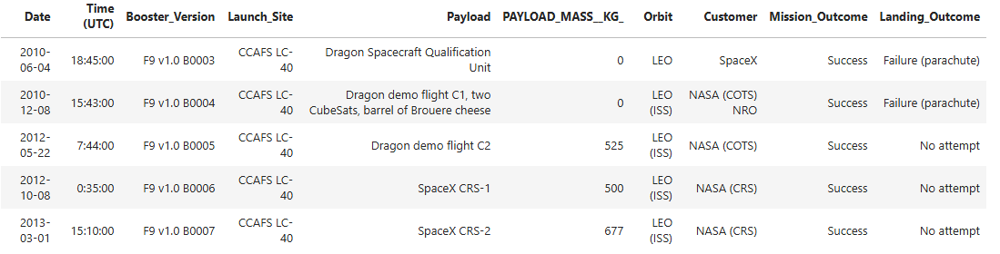 Date Time (UTC) Booster_Version Launch_Site Payload PAYLOAD_MASS__KG_ Orbit Customer Mission_Outcome Landing_Outcome
2010-06-04 18:45:00 F9 v1.0 B0003 CCAFS LC-40 Dragon Spacecraft Qualification Unit 0 LEO SpaceX Success Failure (parachute)
2010-12-08 15:43:00 F9 v1.0 B0004 CCAFS LC-40 Dragon demo flight C1, two CubeSats, barrel of Brouere cheese 0 LEO (ISS) NASA (COTS) NRO Success Failure (parachute)
2012-05-22 7:44:00 F9 v1.0 B0005 CCAFS LC-40 Dragon demo flight C2 525 LEO (ISS) NASA (COTS) Success No attempt
2012-10-08 0:35:00 F9 v1.0 B0006 CCAFS LC-40 SpaceX CRS-1 500 LEO (ISS) NASA (CRS) Success No attempt
2013-03-01 15:10:00 F9 v1.0 B0007 CCAFS LC-40 SpaceX CRS-2 677 LEO (ISS) NASA (CRS) Success No attempt